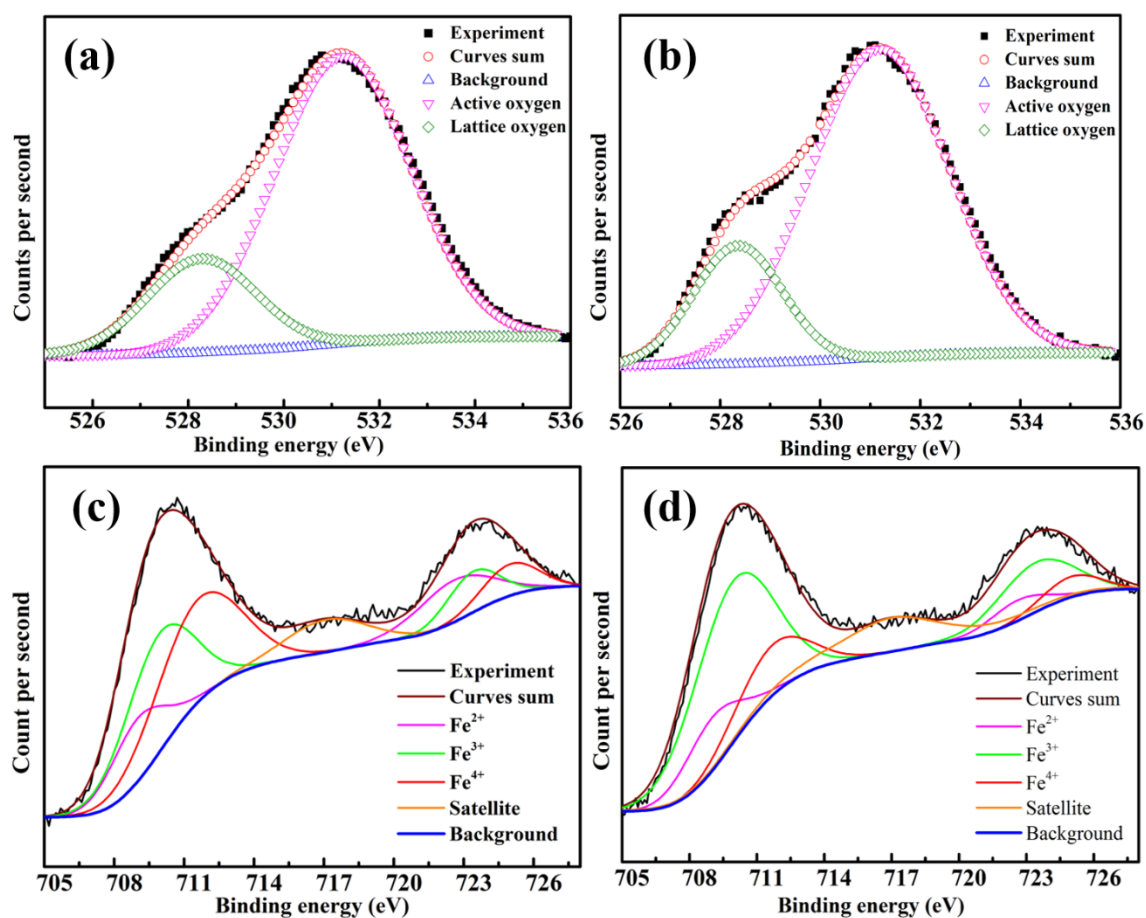 (a)
Experiment
Curves sum
Background
Active oxygen
Lattice oxygen
Counts per second
526 528 530 532 534 536
Binding energy (eV)
(b)
Experiment
Curves sum
Background
Active oxygen
Lattice oxygen
Counts per second
526 528 530 532 534 536
Binding energy (eV)
(c)
Experiment
Curves sum
Fe²⁺
Fe³⁺
Fe⁴⁺
Satellite
Background
Count per second
705 708 711 714 717 720 723 726
Binding energy (eV)
(d)
Experiment
Curves sum
Fe²⁺
Fe³⁺
Fe⁴⁺
Satellite
Background
Count per second
705 708 711 714 717 720 723 726
Binding energy (eV)